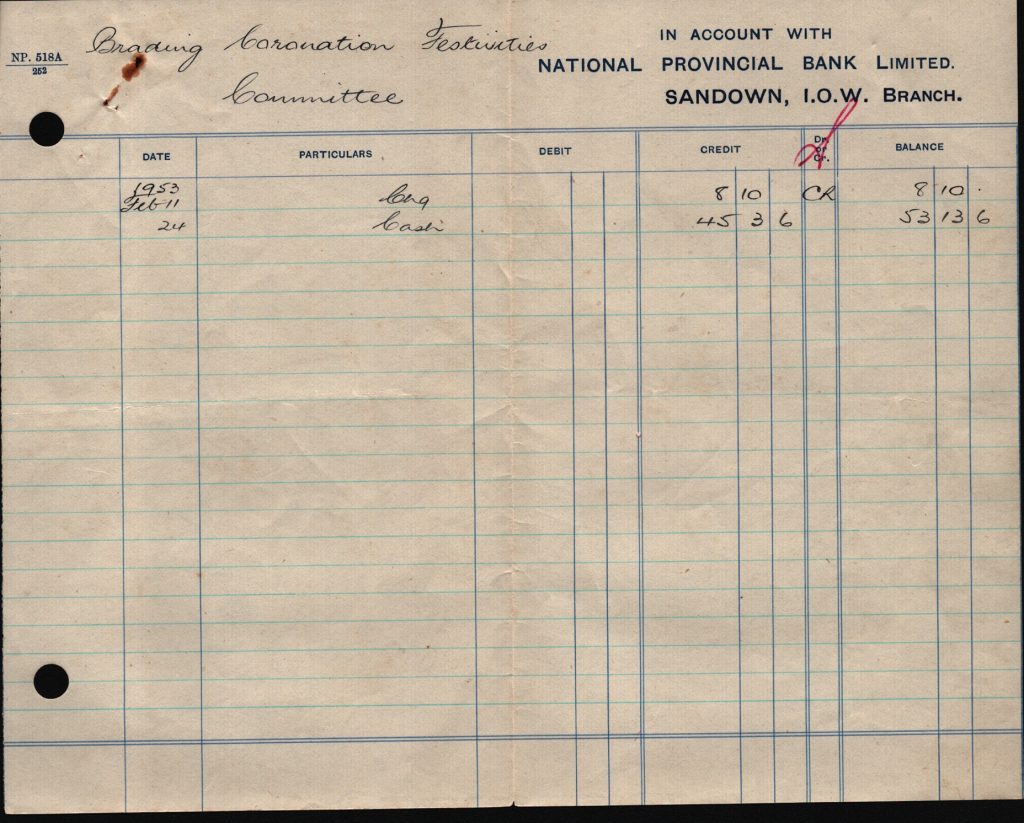 NP. 518A
252
Brading Coronation Festivities
Committee
IN ACCOUNT WITH
NATIONAL PROVINCIAL BANK LIMITED.
SANDOWN, I.O.W. BRANCH.
DATE PARTICULARS DEBIT CREDIT Dr. or Cr. BALANCE
1953
Feb 11 Chq 8 10 CR 8 10 .
24 Cash 45 3 6 53 13 6